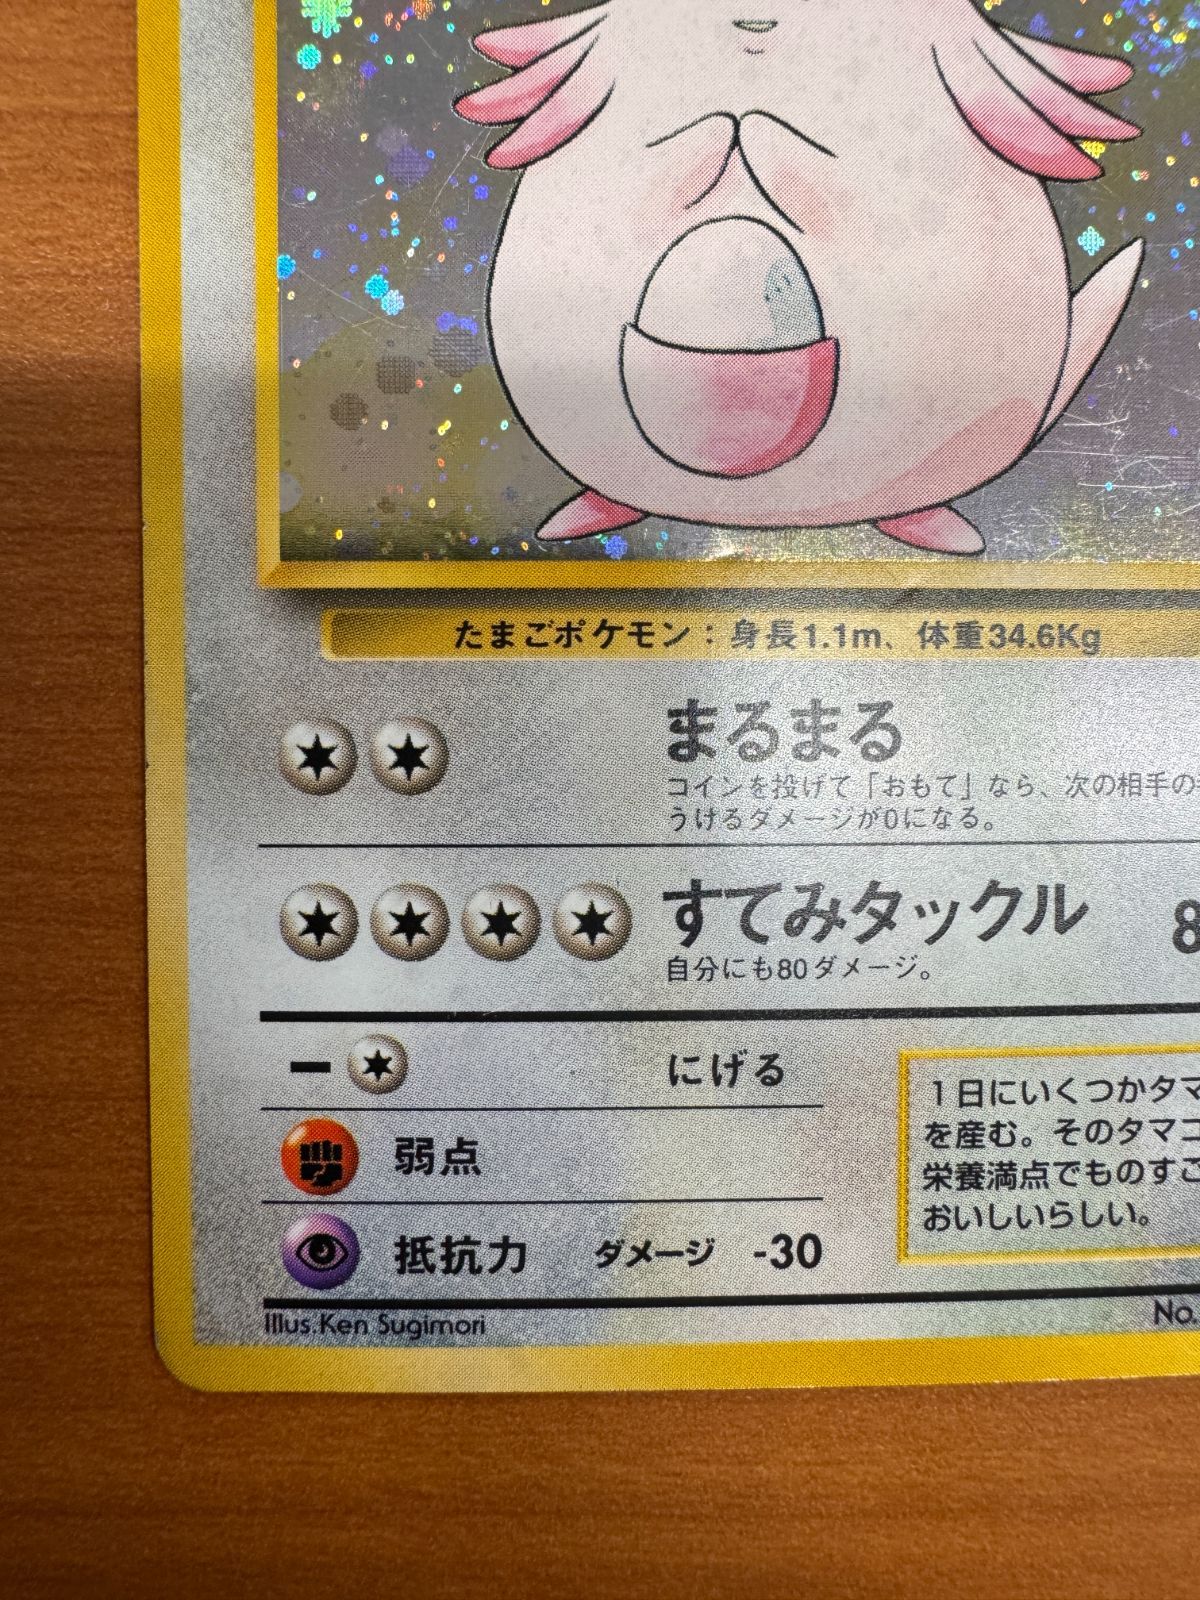 たまごポケモン：身長1.1m、体重34.6Kg
まるまる
コインを投げて「おもて」なら、次の相手の
うけるダメージが0になる。
すてみタックル 8
自分にも80ダメージ。
にげる
弱点
抵抗力 ダメージ -30
1日にいくつかタマ
を産む。そのタマゴ
栄養満点でものすご
おいしいらしい。
Illus.Ken Sugimori
No.